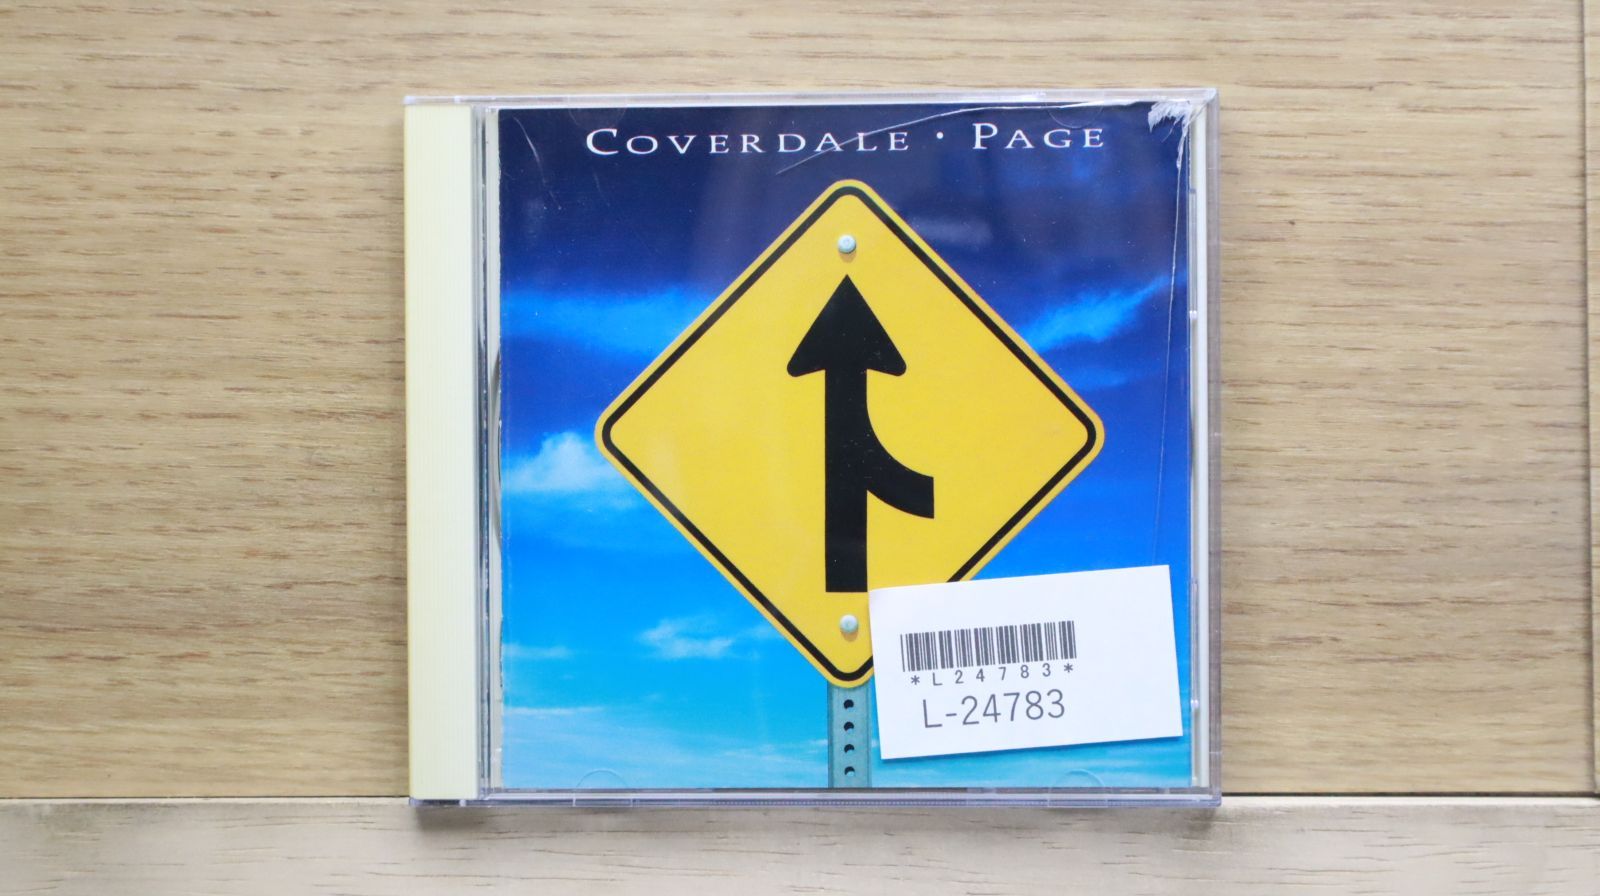 COVERDALE • PAGE
*L24783*
L-24783